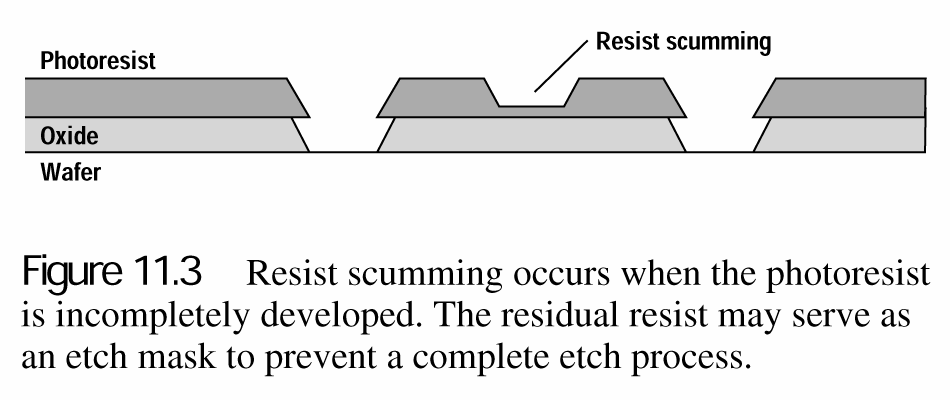 Resist scumming
Photoresist
Oxide
Wafer
Figure 11.3 Resist scumming occurs when the photoresist
is incompletely developed. The residual resist may serve as
an etch mask to prevent a complete etch process.